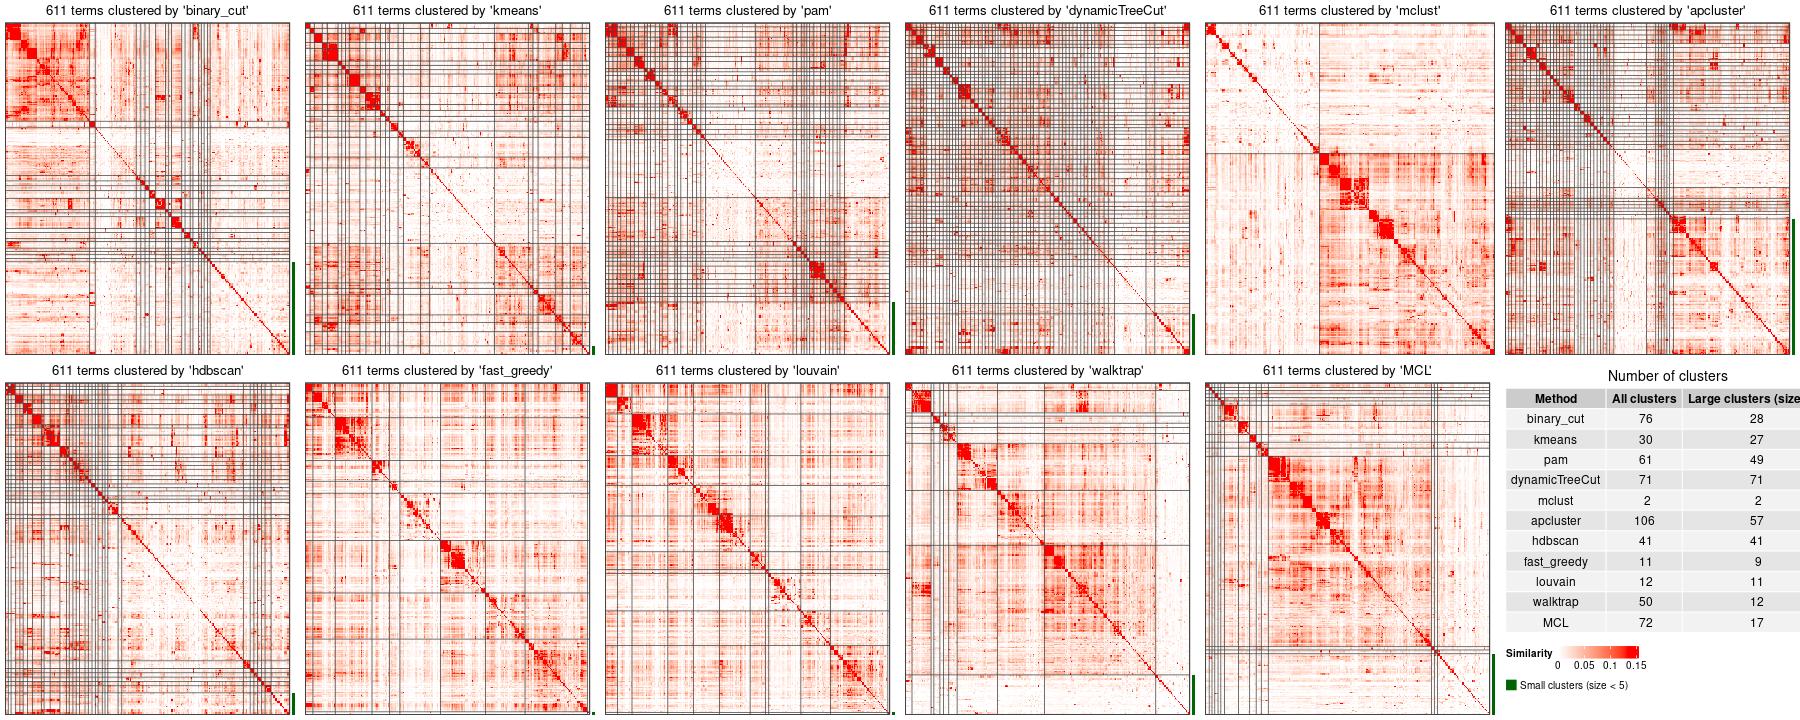 611 terms clustered by 'binary_cut'
611 terms clustered by 'kmeans'
611 terms clustered by 'pam'
611 terms clustered by 'dynamicTreeCut'
611 terms clustered by 'mclust'
611 terms clustered by 'apcluster'
611 terms clustered by 'hdbscan'
611 terms clustered by 'fast_greedy'
611 terms clustered by 'louvain'
611 terms clustered by 'walktrap'
611 terms clustered by 'MCL'
Number of clusters
Method All clusters Large clusters (size
binary_cut 76 28
kmeans 30 27
pam 61 49
dynamicTreeCut 71 71
mclust 2 2
apcluster 106 57
hdbscan 41 41
fast_greedy 11 9
louvain 12 11
walktrap 50 12
MCL 72 17
Similarity
0 0.05 0.1 0.15
Small clusters (size < 5)